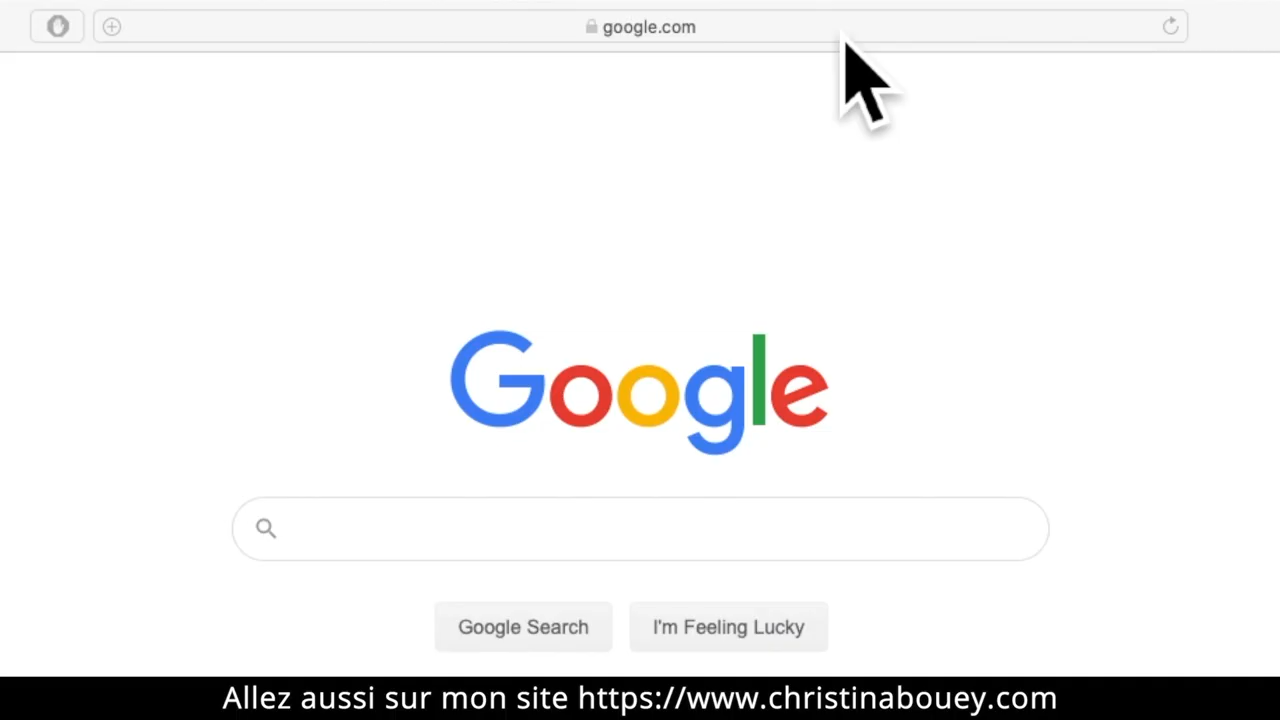 google.com
Google
Google Search
I'm Feeling Lucky
Allez aussi sur mon site https://www.christinabouey.com